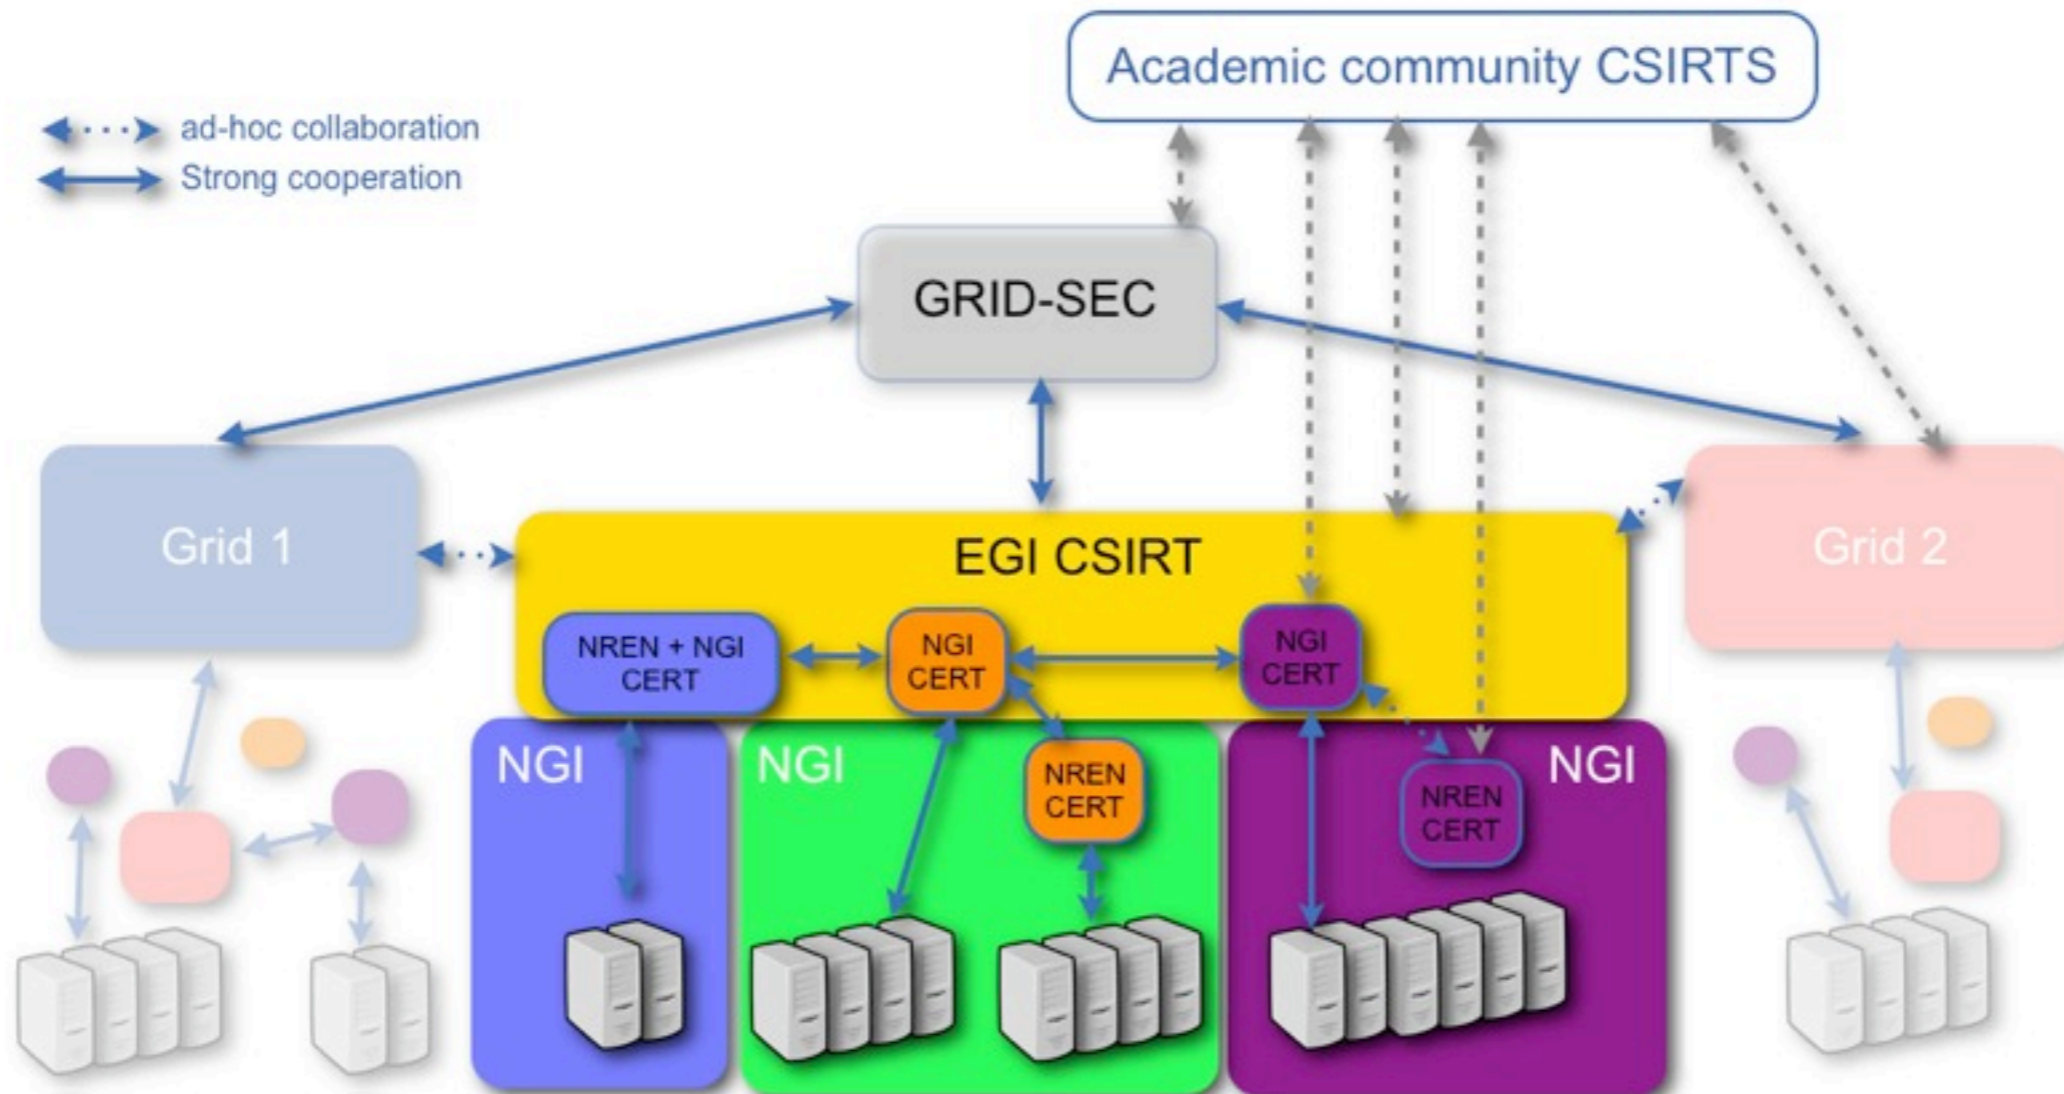 Academic community CSIRTS
ad-hoc collaboration
Strong cooperation
GRID-SEC
Grid 1
EGI CSIRT
Grid 2
NREN + NGI
CERT
NGI
CERT
NGI
CERT
NGI
NGI
NREN
CERT
NGI
NREN
CERT